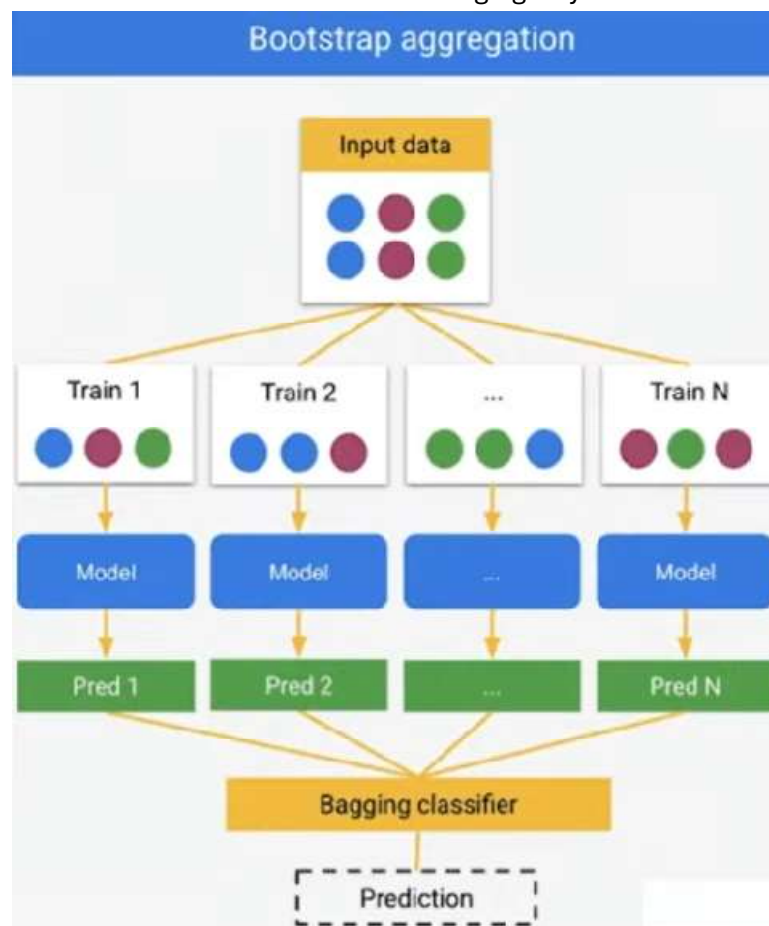 Bootstrap aggregation
Input data
Train 1
Train 2
...
Train N
Model
Model
...
Model
Pred 1
Pred 2
...
Pred N
Bagging classifier
Prediction